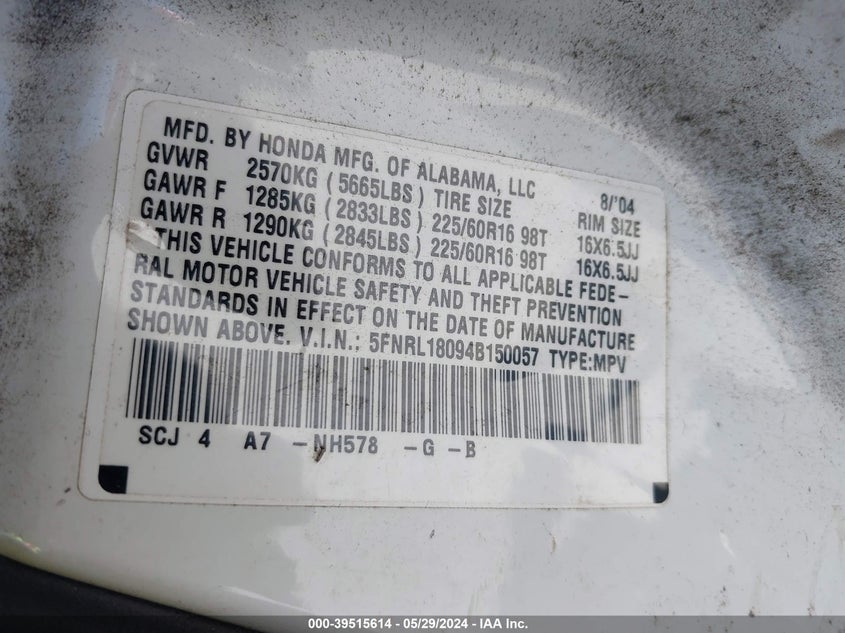 MFD. BY HONDA MFG. OF ALABAMA, LLC 8/'04
GVWR 2570KG ( 5665LBS ) TIRE SIZE RIM SIZE
GAWR F 1285KG ( 2833LBS ) 225/60R16 98T 16X6.5JJ
GAWR R 1290KG ( 2845LBS ) 225/60R16 98T 16X6.5JJ
THIS VEHICLE CONFORMS TO ALL APPLICABLE FEDE-
RAL MOTOR VEHICLE SAFETY AND THEFT PREVENTION
STANDARDS IN EFFECT ON THE DATE OF MANUFACTURE
SHOWN ABOVE. V.I.N.: 5FNRL18094B150057 TYPE:MPV
SCJ 4 A7 -NH578 -G -B
000-39515614 - 05/29/2024 - IAA Inc.